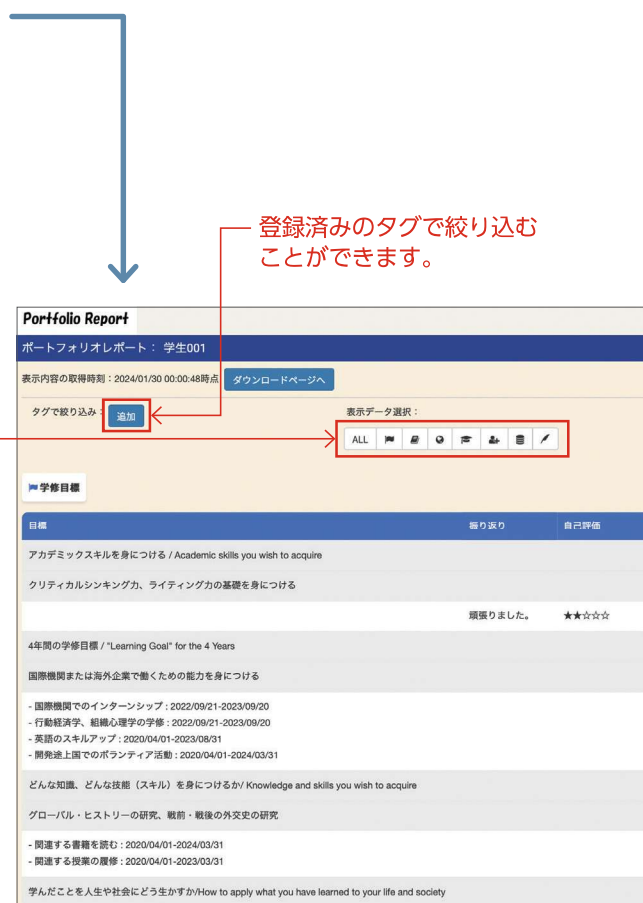 登録済みのタグで絞り込む
ことができます。
Portfolio Report
ポートフォリオレポート： 学生001
表示内容の取得時刻：2024/01/30 00:00:48時点 ダウンロードページへ
タグで絞り込み： 追加 表示データ選択：
ALL
学修目標
目標 振り返り 自己評価
アカデミックスキルを身につける / Academic skills you wish to acquire
クリティカルシンキング力、ライティング力の基礎を身につける
頑張りました。 ★★☆☆☆
4年間の学修目標 / "Learning Goal" for the 4 Years
国際機関または海外企業で働くための能力を身につける
- 国際機関でのインターンシップ : 2022/09/21-2023/09/20
- 行動経済学、組織心理学の学修 : 2022/09/21-2023/09/20
- 英語のスキルアップ : 2020/04/01-2023/08/31
- 開発途上国でのボランティア活動 : 2020/04/01-2024/03/31
どんな知識、どんな技能（スキル）を身につけるか/ Knowledge and skills you wish to acquire
グローバル・ヒストリーの研究、戦前・戦後の外交史の研究
- 関連する書籍を読む : 2020/04/01-2024/03/31
- 関連する授業の履修 : 2020/04/01-2023/03/31
学んだことを人生や社会にどう生かすか/How to apply what you have learned to your life and society